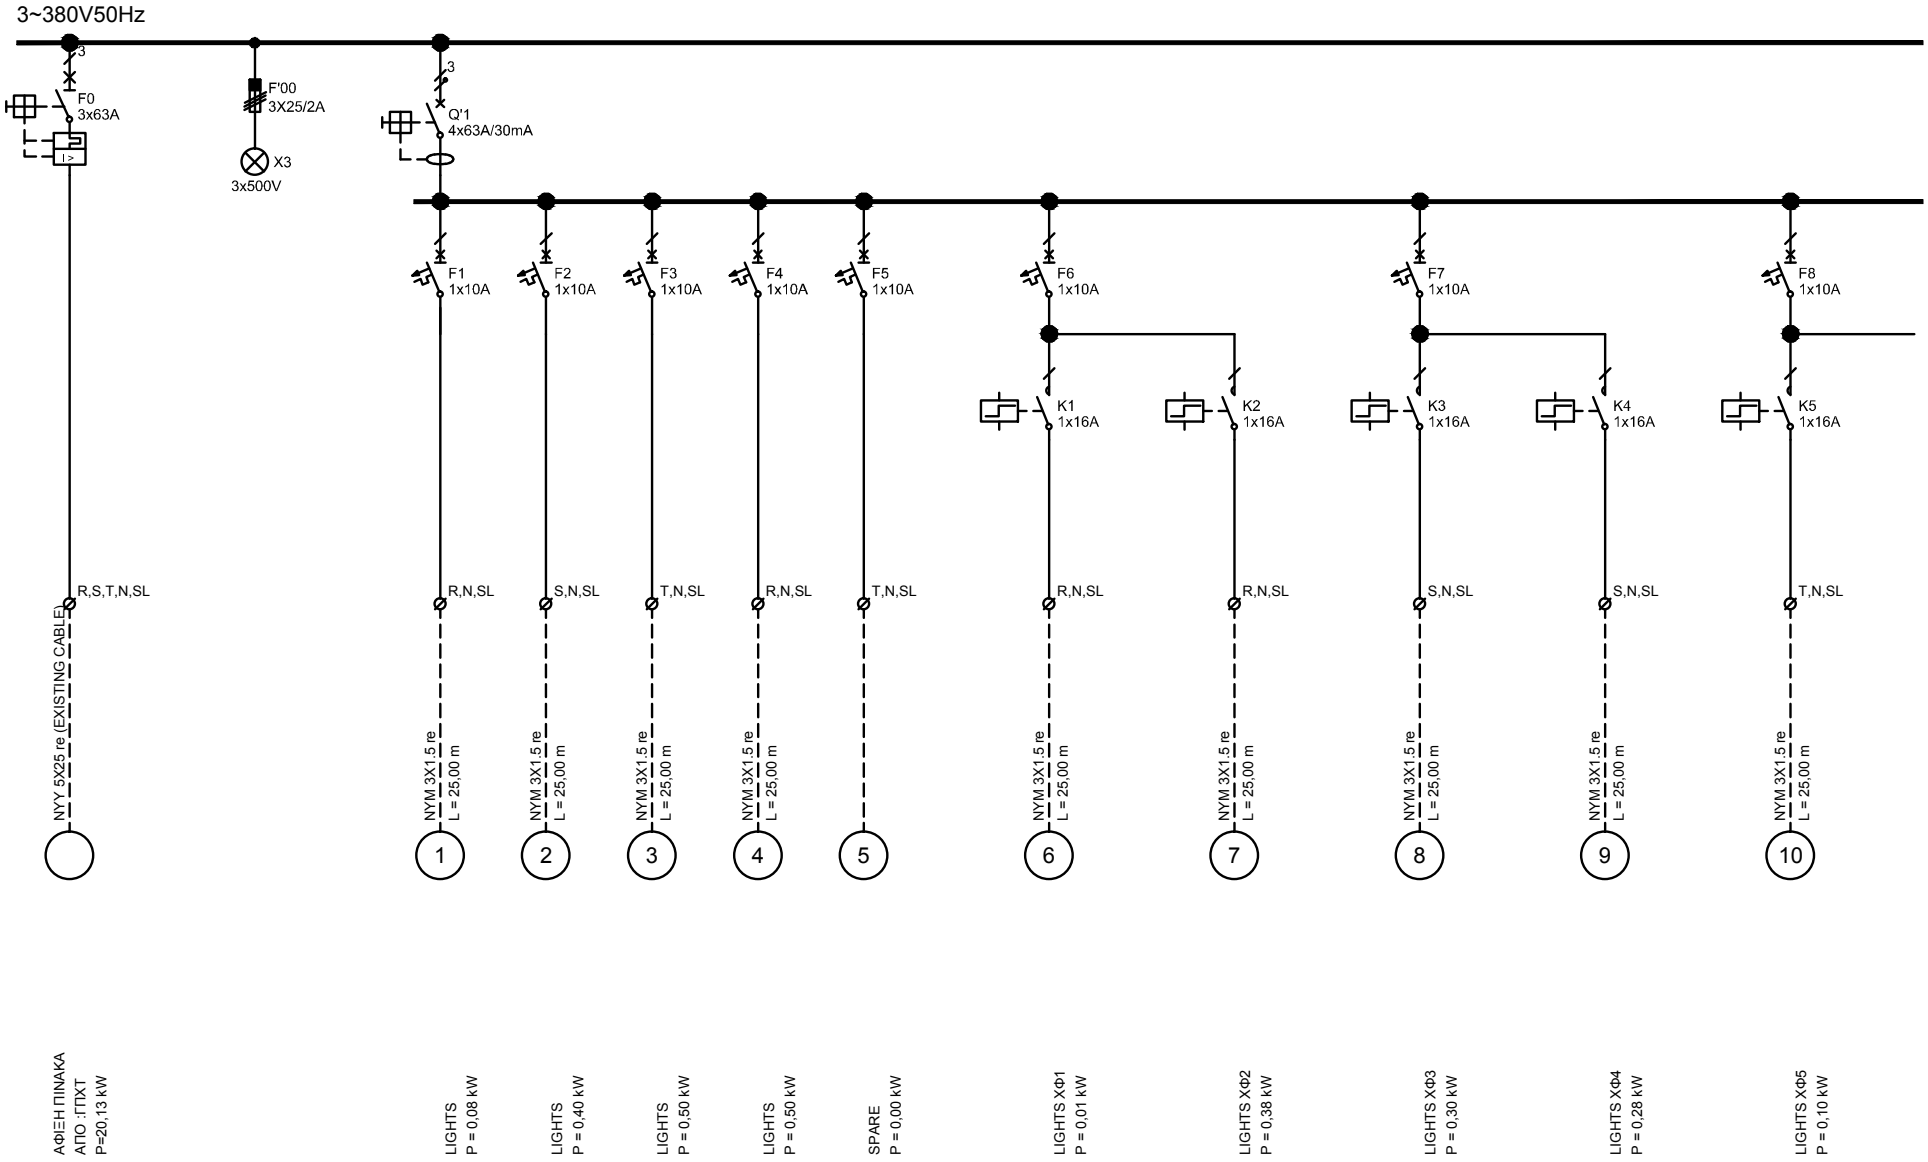 3~380V50Hz
3
F0
3x63A
I >
F'00
3X25/2A
X3
3x500V
3
Q'1
4x63A/30mA
F1
1x10A
F2
1x10A
F3
1x10A
F4
1x10A
F5
1x10A
F6
1x10A
F7
1x10A
F8
1x10A
K1
1x16A
K2
1x16A
K3
1x16A
K4
1x16A
K5
1x16A
R,S,T,N,SL
R,N,SL
S,N,SL
T,N,SL
R,N,SL
T,N,SL
R,N,SL
R,N,SL
S,N,SL
S,N,SL
T,N,SL
NYY 5X25 re (EXISTING CABLE)
NYM 3X1.5 re
L = 25,00 m
NYM 3X1.5 re
L = 25,00 m
NYM 3X1.5 re
L = 25,00 m
NYM 3X1.5 re
L = 25,00 m
NYM 3X1.5 re
L = 25,00 m
NYM 3X1.5 re
L = 25,00 m
NYM 3X1.5 re
L = 25,00 m
NYM 3X1.5 re
L = 25,00 m
NYM 3X1.5 re
L = 25,00 m
1
2
3
4
5
6
7
8
9
10
ΑΦΙΞΗ ΠΙΝΑΚΑ
ΑΠΟ :ΓΠΧΤ
P=20,13 kW
LIGHTS
P = 0,08 kW
LIGHTS
P = 0,40 kW
LIGHTS
P = 0,50 kW
LIGHTS
P = 0,50 kW
SPARE
P = 0,00 kW
LIGHTS ΧΦ1
P = 0,01 kW
LIGHTS ΧΦ2
P = 0,38 kW
LIGHTS ΧΦ3
P = 0,30 kW
LIGHTS ΧΦ4
P = 0,28 kW
LIGHTS ΧΦ5
P = 0,10 kW